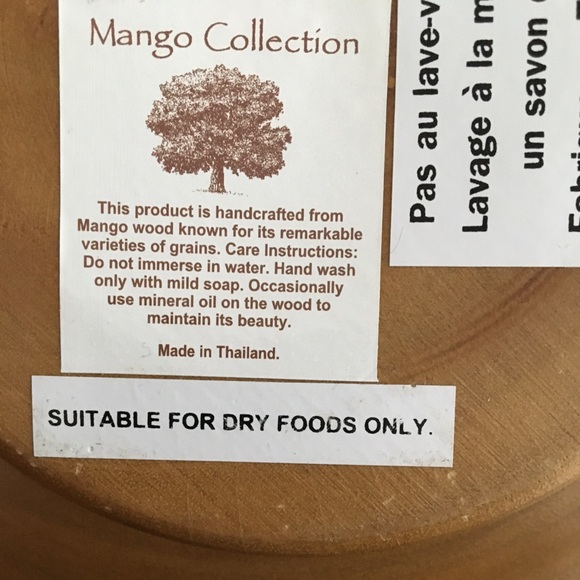 Mango Collection
This product is handcrafted from
Mango wood known for its remarkable
varieties of grains. Care Instructions:
Do not immerse in water. Hand wash
only with mild soap. Occasionally
use mineral oil on the wood to
maintain its beauty.
Made in Thailand.
SUITABLE FOR DRY FOODS ONLY.
Pas au lave-v
Lavage à la m
un savon